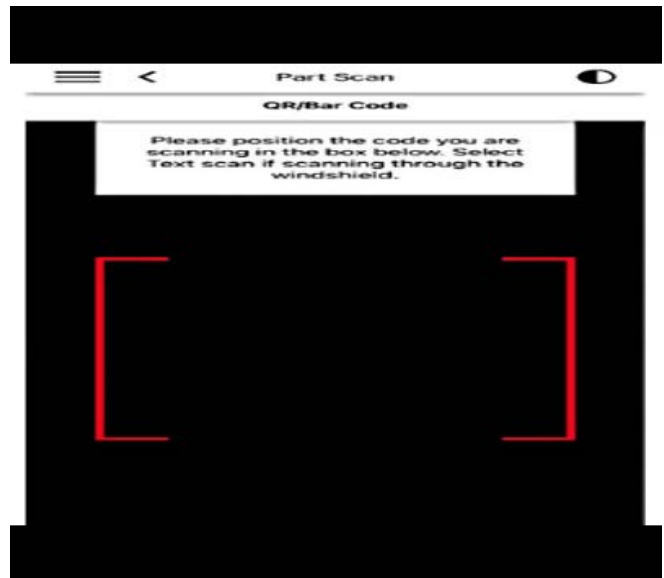 Part Scan
QR/Bar Code
Please position the code you are
scanning in the box below. Select
Text scan if scanning through the
windshield.